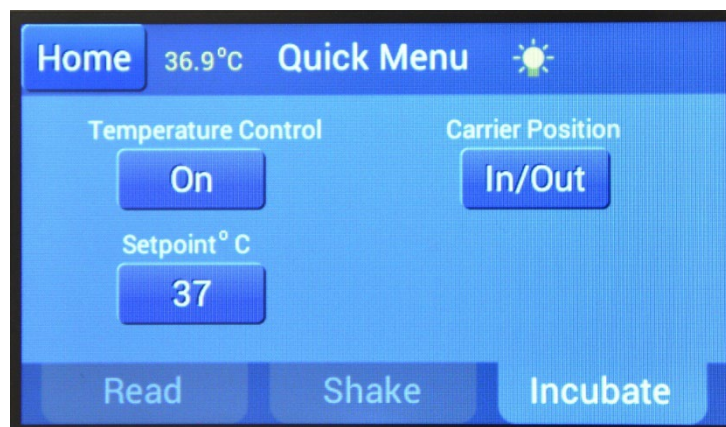 Home 36.9°C Quick Menu
Temperature Control Carrier Position
On In/Out
Setpoint° C
37
Read Shake Incubate